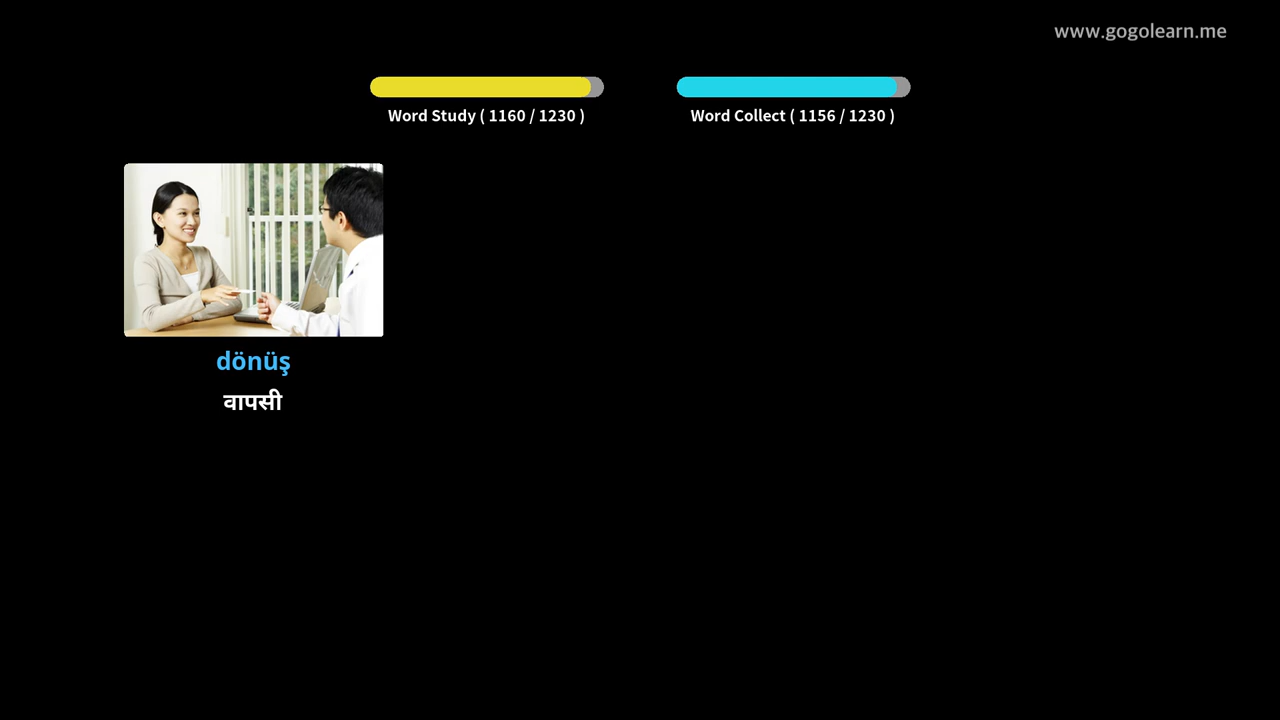 www.gogolearn.me
Word Study ( 1160 / 1230 )
Word Collect ( 1156 / 1230 )
dönüş
वापसी